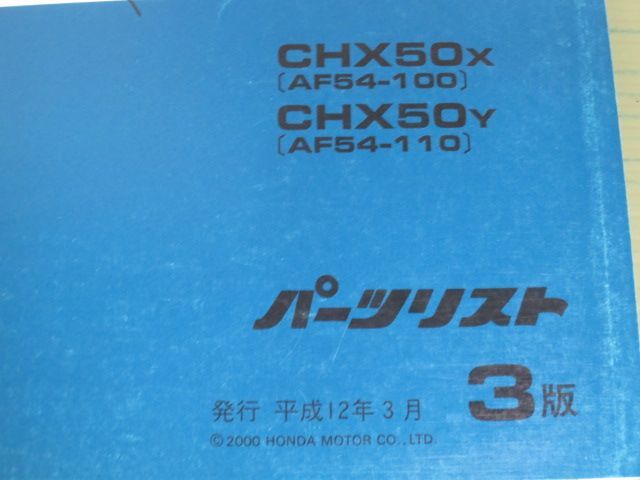 CHX50X
〔AF54-100〕
CHX50Y
〔AF54-110〕
パーツリスト
3版
発行 平成12年3月
© 2000 HONDA MOTOR CO., LTD.